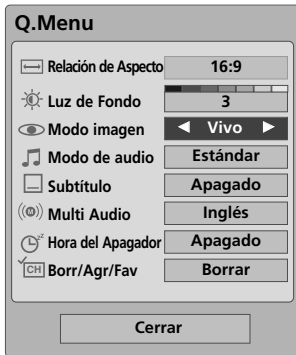 Q.Menu
Relación de Aspecto 16:9
Luz de Fondo 3
Modo imagen ◄ Vivo ►
Modo de audio Estándar
Subtítulo Apagado
Multi Audio Inglés
Hora del Apagador Apagado
CH Borr/Agr/Fav Borrar
Cerrar